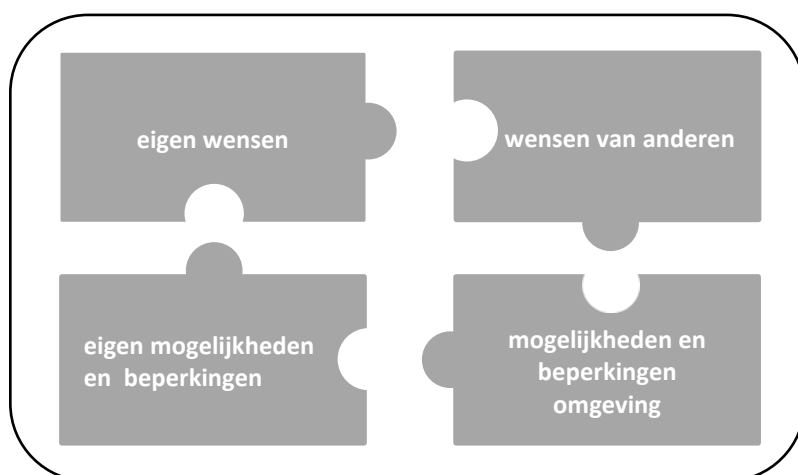 eigen wensen
wensen van anderen
eigen mogelijkheden
en beperkingen
mogelijkheden en
beperkingen
omgeving